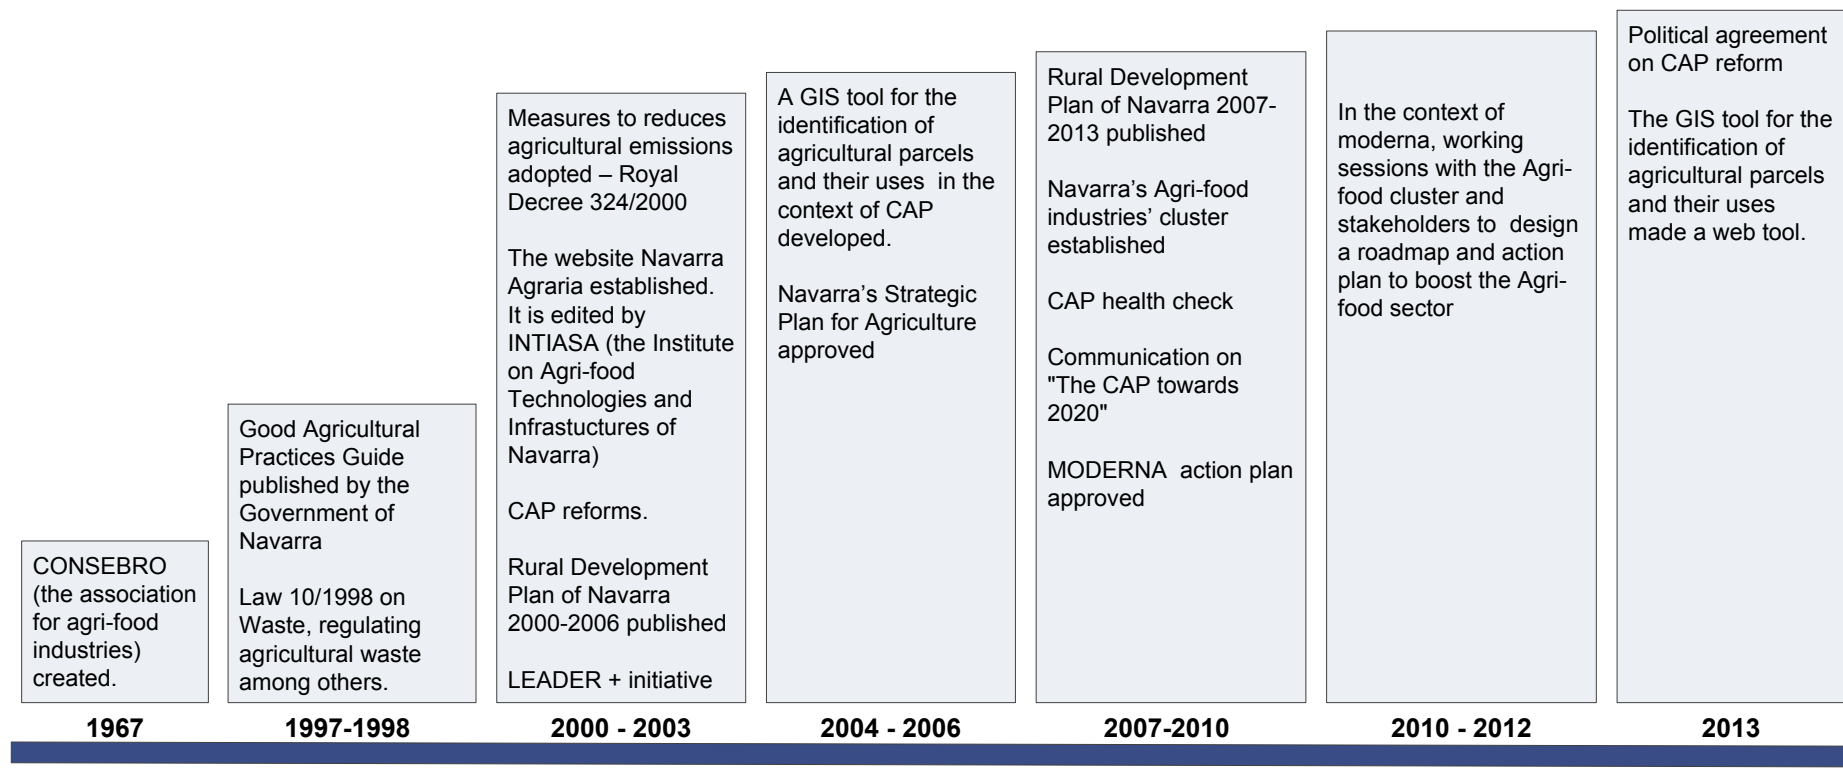 CONSEBRO
(the association
for agri-food
industries)
created.
1967
Good Agricultural
Practices Guide
published by the
Government of
Navarra
Law 10/1998 on
Waste, regulating
agricultural waste
among others.
1997-1998
Measures to reduces
agricultural emissions
adopted – Royal
Decree 324/2000
The website Navarra
Agraria established.
It is edited by
INTIASA (the Institute
on Agri-food
Technologies and
Infrastuctures of
Navarra)
CAP reforms.
Rural Development
Plan of Navarra
2000-2006 published
LEADER + initiative
2000 - 2003
A GIS tool for the
identification of
agricultural parcels
and their uses  in the
context of CAP
developed.
Navarra’s Strategic
Plan for Agriculture
approved
2004 - 2006
Rural Development
Plan of Navarra 2007-
2013 published
Navarra’s Agri-food
industries’ cluster
established
CAP health check
Communication on
"The CAP towards
2020"
MODERNA  action plan
approved
2007-2010
In the context of
moderna, working
sessions with the Agri-
food cluster and
stakeholders to  design
a roadmap and action
plan to boost the Agri-
food sector
2010 - 2012
Political agreement
on CAP reform
The GIS tool for the
identification of
agricultural parcels
and their uses
made a web tool.
2013